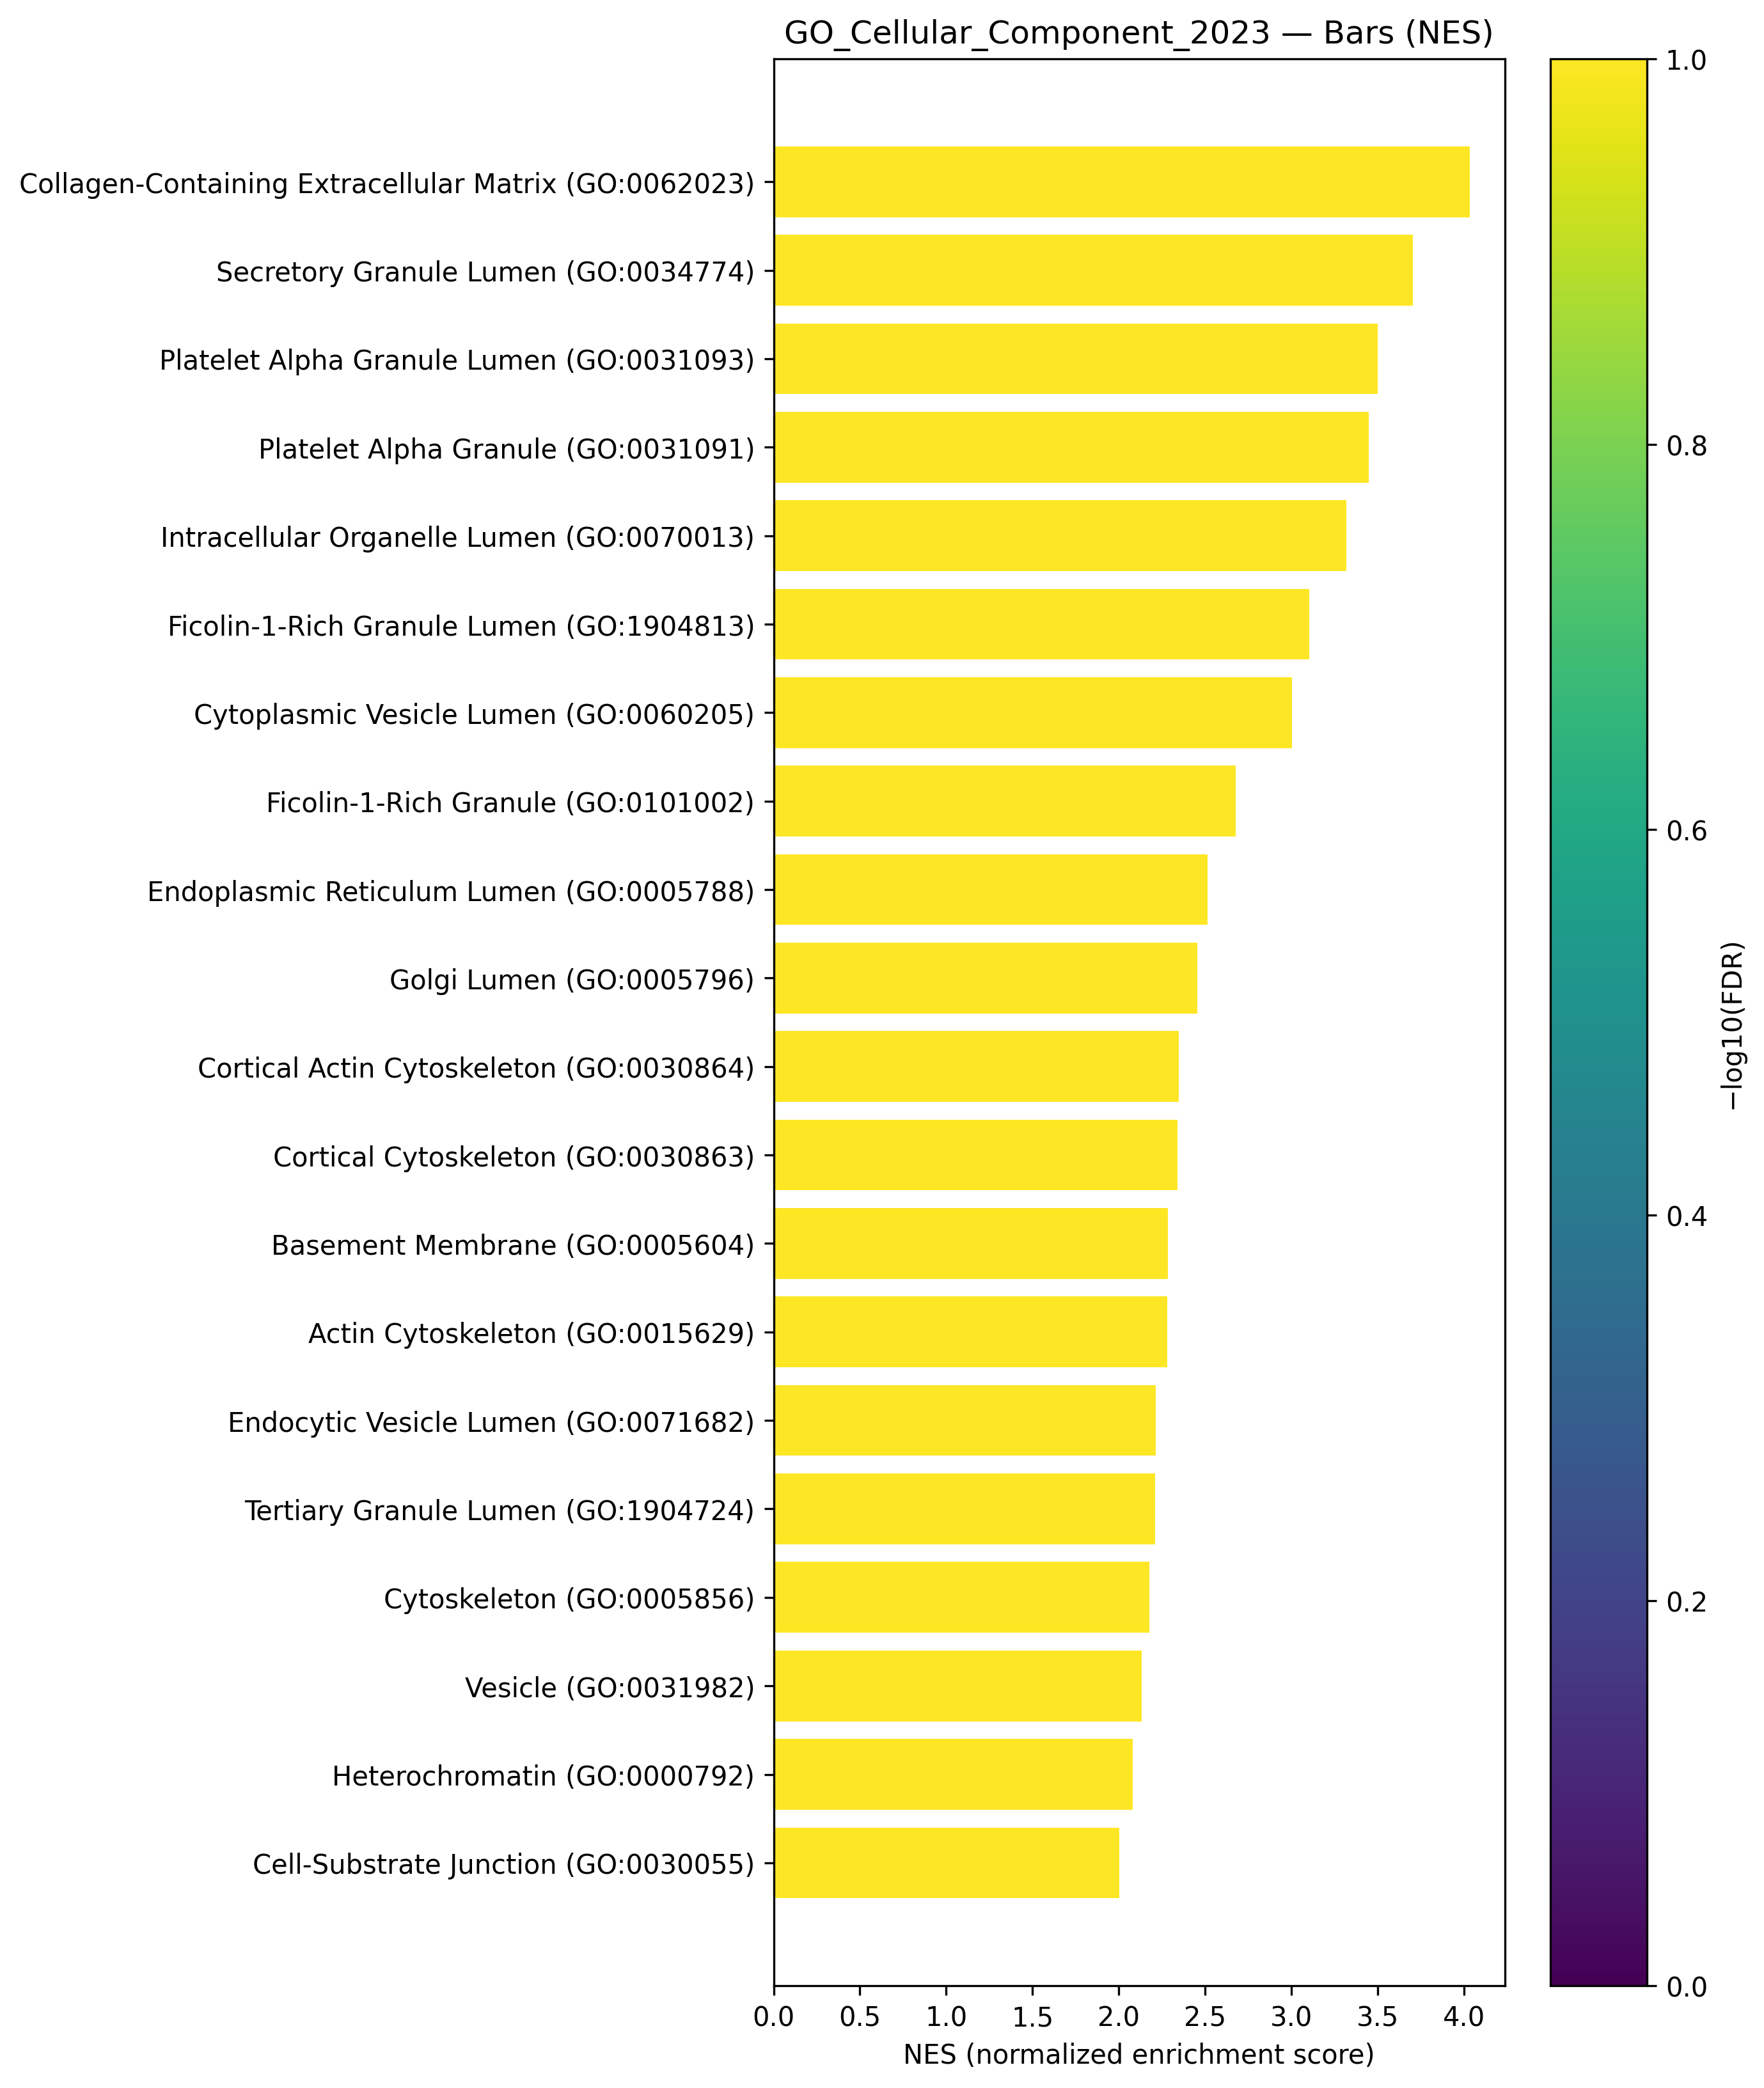 GO_Cellular_Component_2023 — Bars (NES)
Collagen-Containing Extracellular Matrix (GO:0062023)
Secretory Granule Lumen (GO:0034774)
Platelet Alpha Granule Lumen (GO:0031093)
Platelet Alpha Granule (GO:0031091)
Intracellular Organelle Lumen (GO:0070013)
Ficolin-1-Rich Granule Lumen (GO:1904813)
Cytoplasmic Vesicle Lumen (GO:0060205)
Ficolin-1-Rich Granule (GO:0101002)
Endoplasmic Reticulum Lumen (GO:0005788)
Golgi Lumen (GO:0005796)
Cortical Actin Cytoskeleton (GO:0030864)
Cortical Cytoskeleton (GO:0030863)
Basement Membrane (GO:0005604)
Actin Cytoskeleton (GO:0015629)
Endocytic Vesicle Lumen (GO:0071682)
Tertiary Granule Lumen (GO:1904724)
Cytoskeleton (GO:0005856)
Vesicle (GO:0031982)
Heterochromatin (GO:0000792)
Cell-Substrate Junction (GO:0030055)
0.0 0.5 1.0 1.5 2.0 2.5 3.0 3.5 4.0
NES (normalized enrichment score)
1.0
0.8
0.6
0.4
0.2
0.0
−log10(FDR)